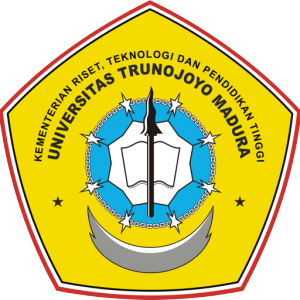 KEMENTERIAN RISET, TEKNOLOGI DAN PENDIDIKAN TINGGI
UNIVERSITAS TRUNOJOYO MADURA